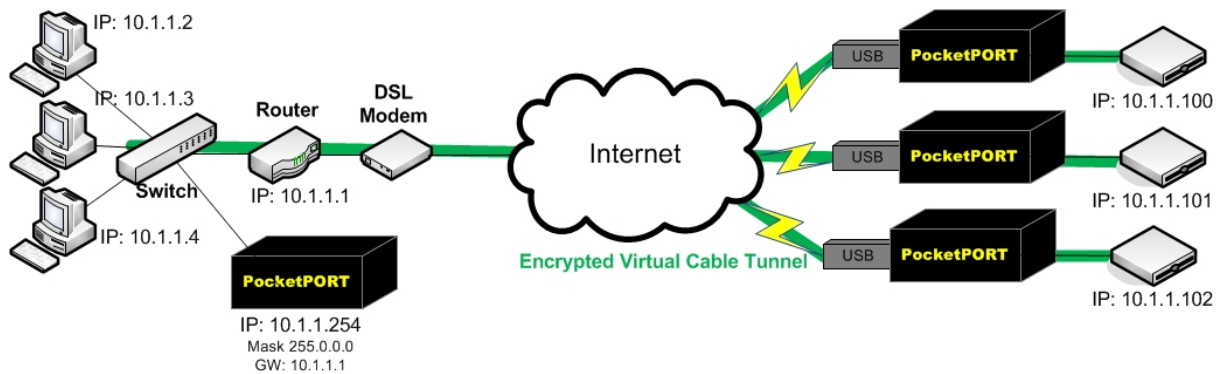 IP: 10.1.1.2
IP: 10.1.1.3
IP: 10.1.1.4
Switch
Router
IP: 10.1.1.1
DSL
Modem
PocketPORT
IP: 10.1.1.254
Mask 255.0.0.0
GW: 10.1.1.1
Internet
Encrypted Virtual Cable Tunnel
USB
PocketPORT
IP: 10.1.1.100
USB
PocketPORT
IP: 10.1.1.101
USB
PocketPORT
IP: 10.1.1.102